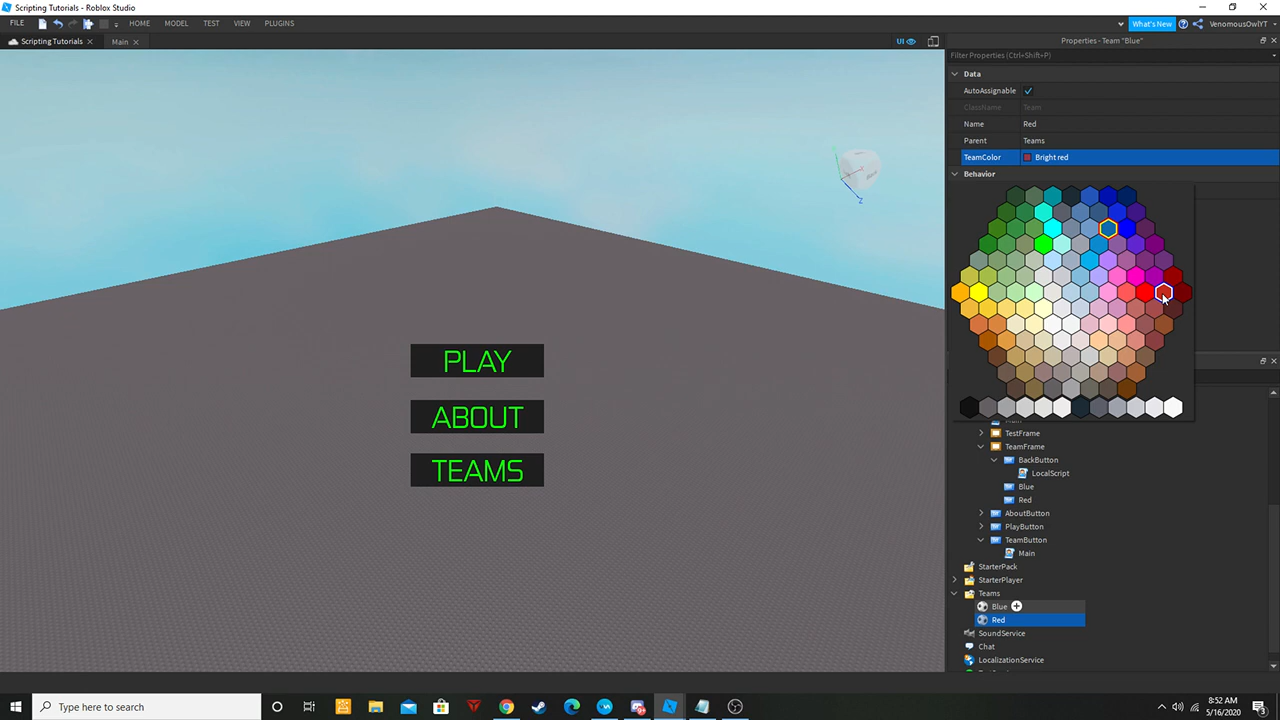 Scripting Tutorials - Roblox Studio
FILE
HOME
MODEL
TEST
VIEW
PLUGINS
What's New
VenomousOwlYT
Scripting Tutorials
Main
UI
Properties - Team "Blue"
Filter Properties (Ctrl+Shift+P)
Data
AutoAssignable
ClassName
Team
Name
Red
Parent
Teams
TeamColor
Bright red
Behavior
PLAY
ABOUT
TEAMS
Main
TestFrame
TeamFrame
BackButton
LocalScript
Blue
Red
AboutButton
PlayButton
TeamButton
Main
StarterPack
StarterPlayer
Teams
Blue
Red
SoundService
Chat
LocalizationService
Type here to search
8:52 AM
5/16/2020